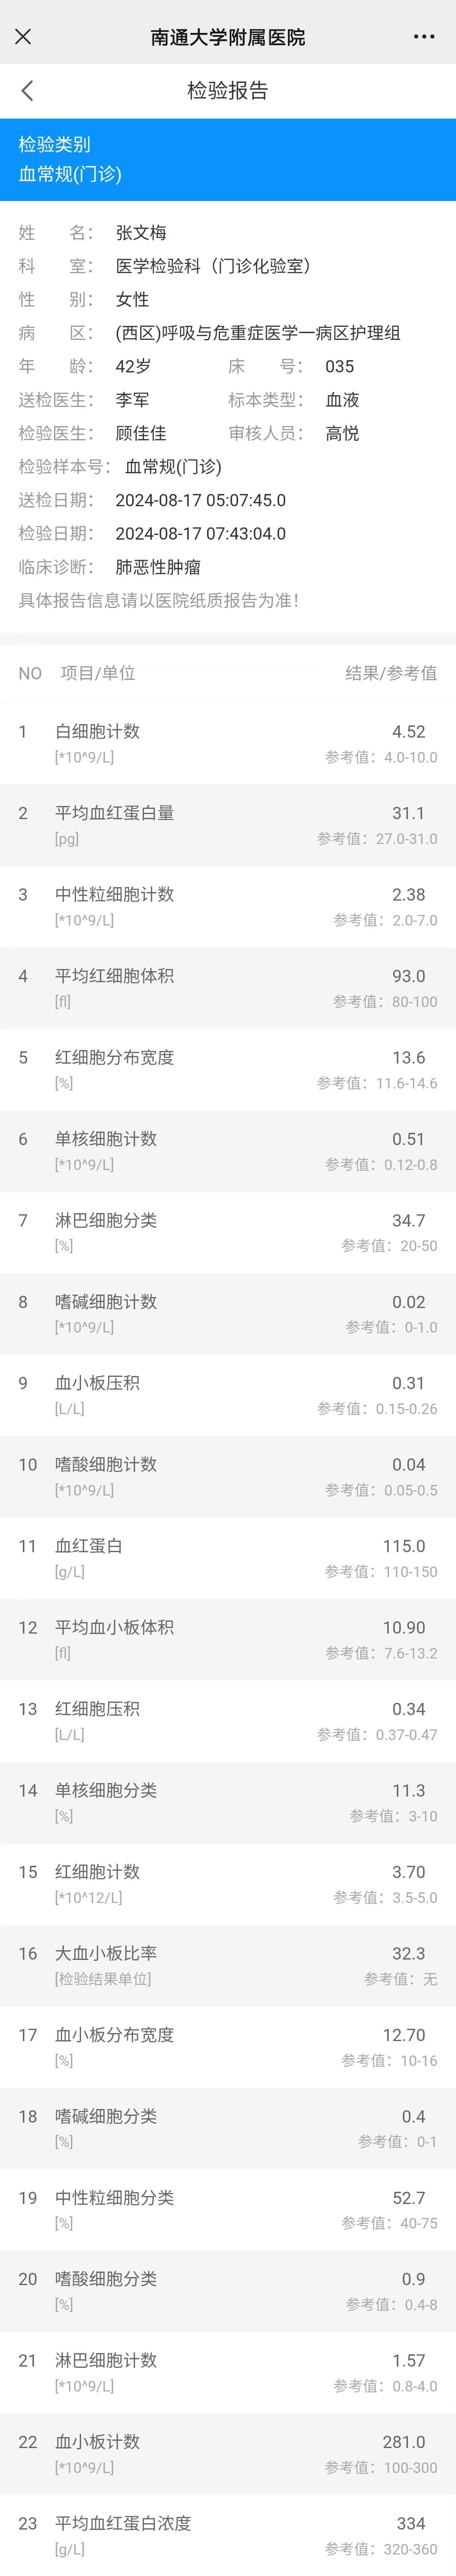 南通大学附属医院
检验报告
检验类别
血常规(门诊)
姓 名： 张文梅
科 室： 医学检验科（门诊化验室）
性 别： 女性
病 区： (西区)呼吸与危重症医学一病区护理组
年 龄： 42岁 床 号： 035
送检医生： 李军 标本类型： 血液
检验医生： 顾佳佳 审核人员： 高悦
检验样本号： 血常规(门诊)
送检日期： 2024-08-17 05:07:45.0
检验日期： 2024-08-17 07:43:04.0
临床诊断： 肺恶性肿瘤
具体报告信息请以医院纸质报告为准！
NO 项目/单位 结果/参考值
1 白细胞计数 4.52
[*10^9/L] 参考值：4.0-10.0
2 平均血红蛋白量 31.1
[pg] 参考值：27.0-31.0
3 中性粒细胞计数 2.38
[*10^9/L] 参考值：2.0-7.0
4 平均红细胞体积 93.0
[fl] 参考值：80-100
5 红细胞分布宽度 13.6
[%] 参考值：11.6-14.6
6 单核细胞计数 0.51
[*10^9/L] 参考值：0.12-0.8
7 淋巴细胞分类 34.7
[%] 参考值：20-50
8 嗜碱细胞计数 0.02
[*10^9/L] 参考值：0-1.0
9 血小板压积 0.31
[L/L] 参考值：0.15-0.26
10 嗜酸细胞计数 0.04
[*10^9/L] 参考值：0.05-0.5
11 血红蛋白 115.0
[g/L] 参考值：110-150
12 平均血小板体积 10.90
[fl] 参考值：7.6-13.2
13 红细胞压积 0.34
[L/L] 参考值：0.37-0.47
14 单核细胞分类 11.3
[%] 参考值：3-10
15 红细胞计数 3.70
[*10^12/L] 参考值：3.5-5.0
16 大血小板比率 32.3
[检验结果单位] 参考值：无
17 血小板分布宽度 12.70
[%] 参考值：10-16
18 嗜碱细胞分类 0.4
[%] 参考值：0-1
19 中性粒细胞分类 52.7
[%] 参考值：40-75
20 嗜酸细胞分类 0.9
[%] 参考值：0.4-8
21 淋巴细胞计数 1.57
[*10^9/L] 参考值：0.8-4.0
22 血小板计数 281.0
[*10^9/L] 参考值：100-300
23 平均血红蛋白浓度 334
[g/L] 参考值：320-360